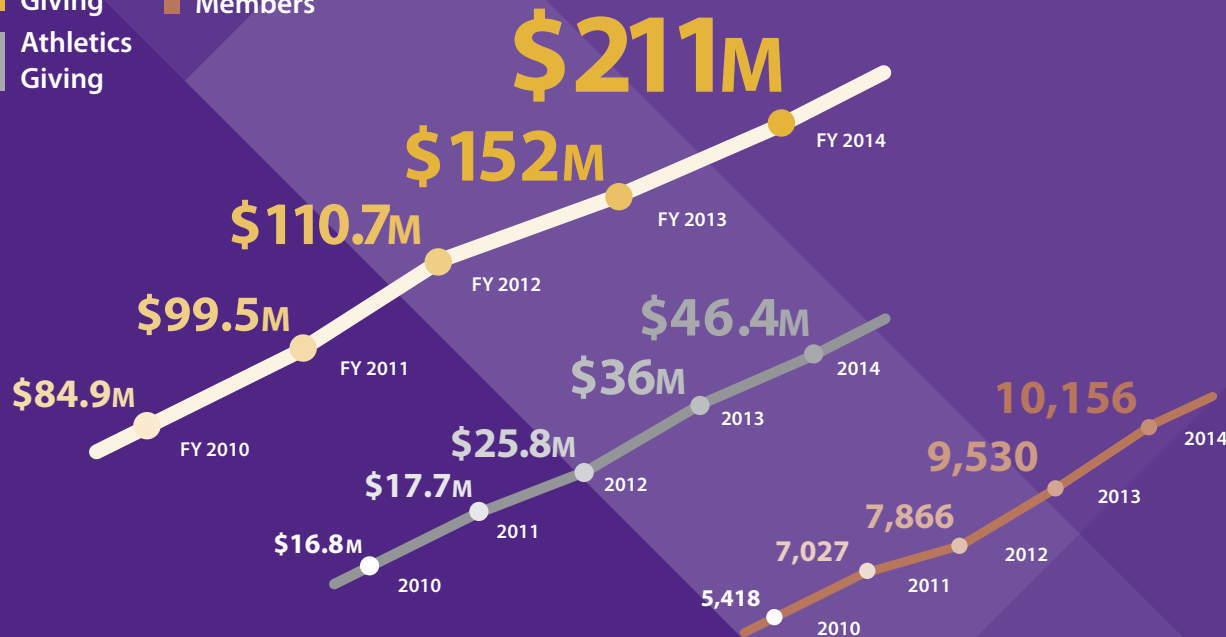 Giving
Members
Athletics
Giving
$211M
FY 2014
$152M
FY 2013
$110.7M
FY 2012
$99.5M
FY 2011
$84.9M
FY 2010
$46.4M
2014
$36M
2013
$25.8M
2012
$17.7M
2011
$16.8M
2010
10,156
2014
9,530
2013
7,866
2012
7,027
2011
5,418
2010